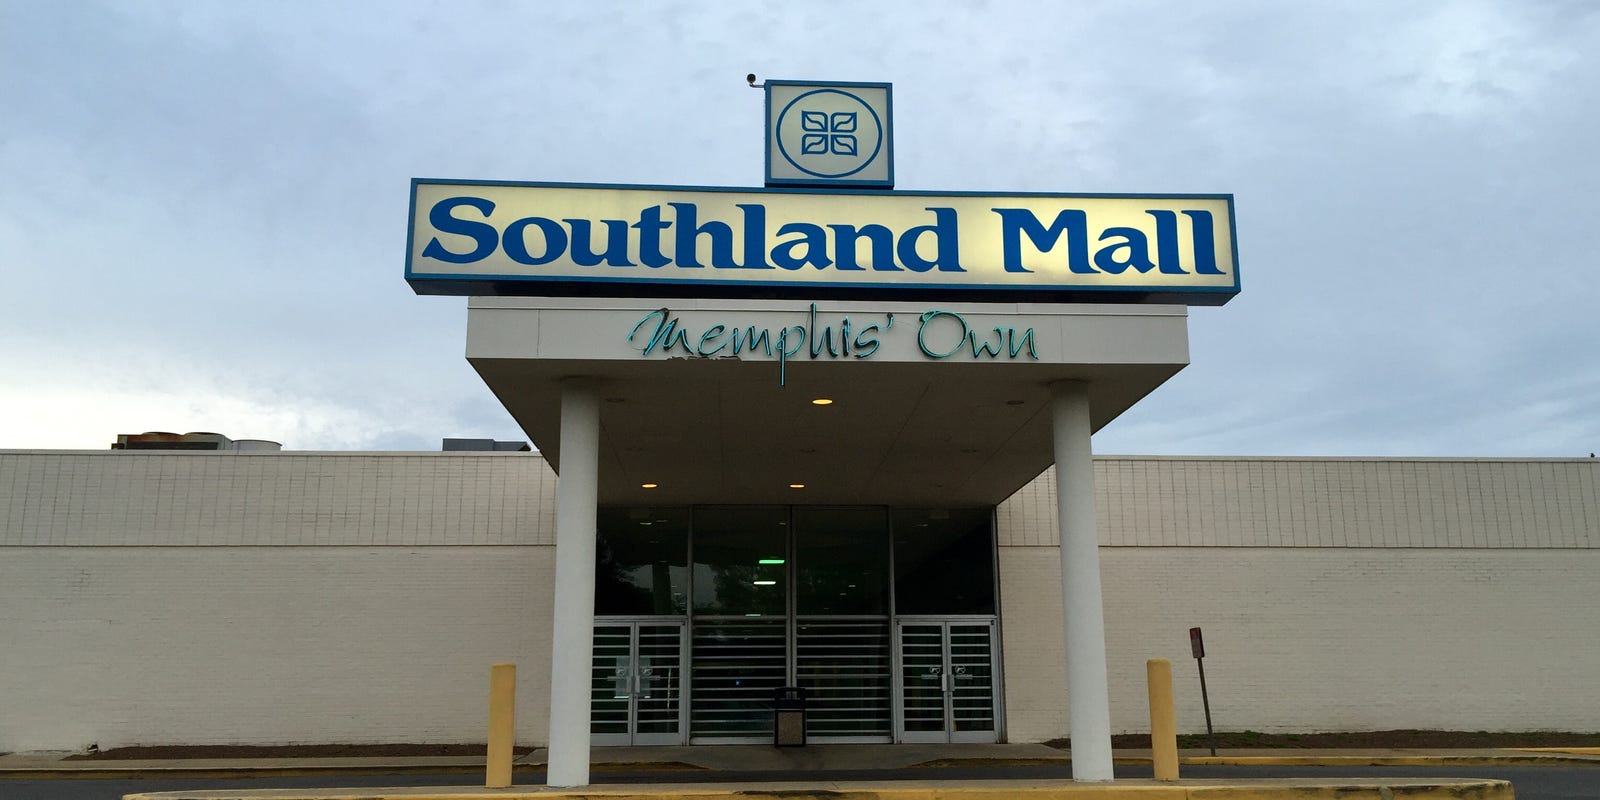 Southland Mall
Memphis' Own